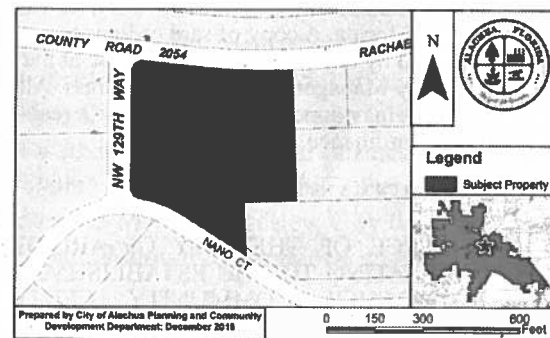 COUNTY ROAD 2054 RACHAE
NW 129TH WAY
NANO CT
N
ALACHUA, FLORIDA
Legend
Subject Property
Prepared by City of Alachua Planning and Community
Development Department: December 2018
0 150 300 600
Feet